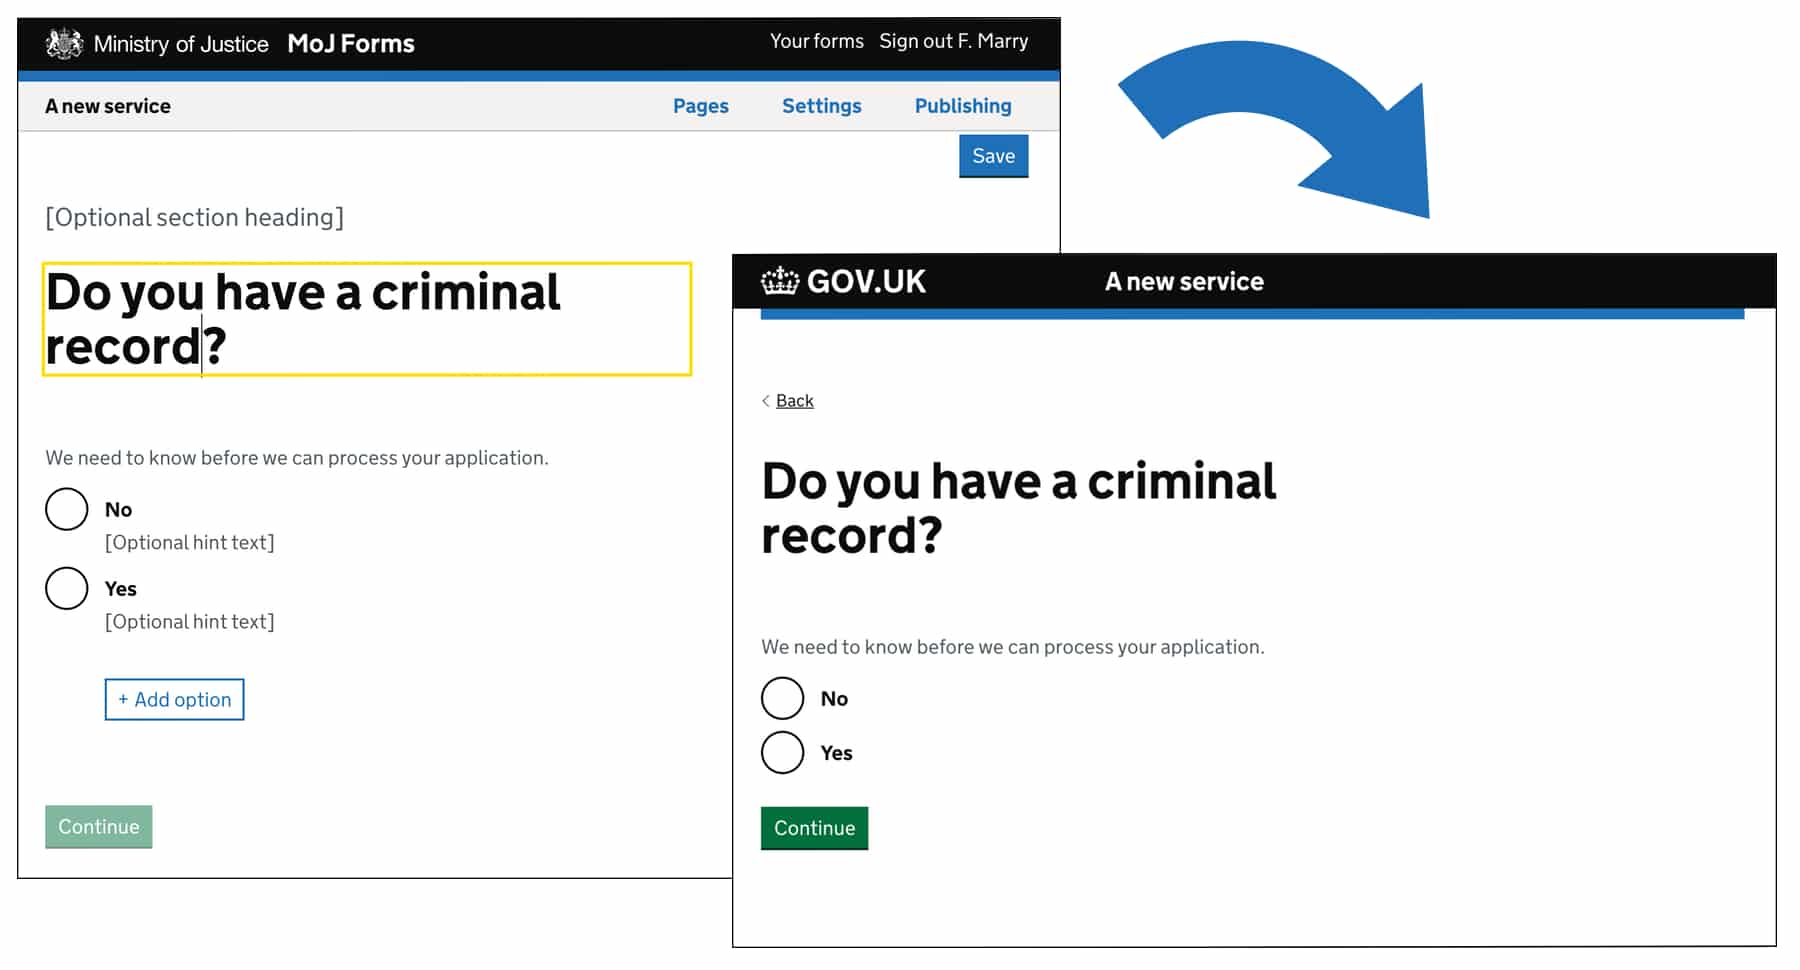 Ministry of Justice MoJ Forms Your forms Sign out F. Marry
A new service Pages Settings Publishing
Save
[Optional section heading]
Do you have a criminal
record?
We need to know before we can process your application.
No
[Optional hint text]
Yes
[Optional hint text]
+ Add option
Continue
GOV.UK A new service
< Back
Do you have a criminal
record?
We need to know before we can process your application.
No
Yes
Continue